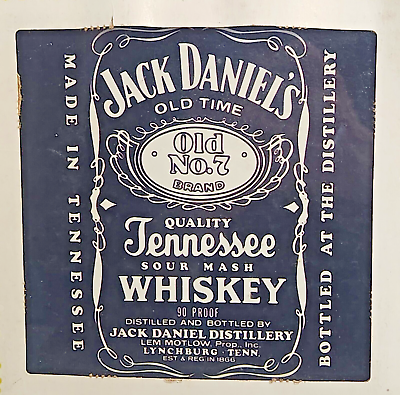 MADE IN TENNESSEE
JACK DANIEL'S
OLD TIME
Old
No.7
BRAND
QUALITY
Tennessee
SOUR MASH
WHISKEY
90 PROOF
DISTILLED AND BOTTLED BY
JACK DANIEL DISTILLERY
LEM MOTLOW, Prop., Inc.
LYNCHBURG · TENN.
EST & REG IN 1866
BOTTLED AT THE DISTILLERY